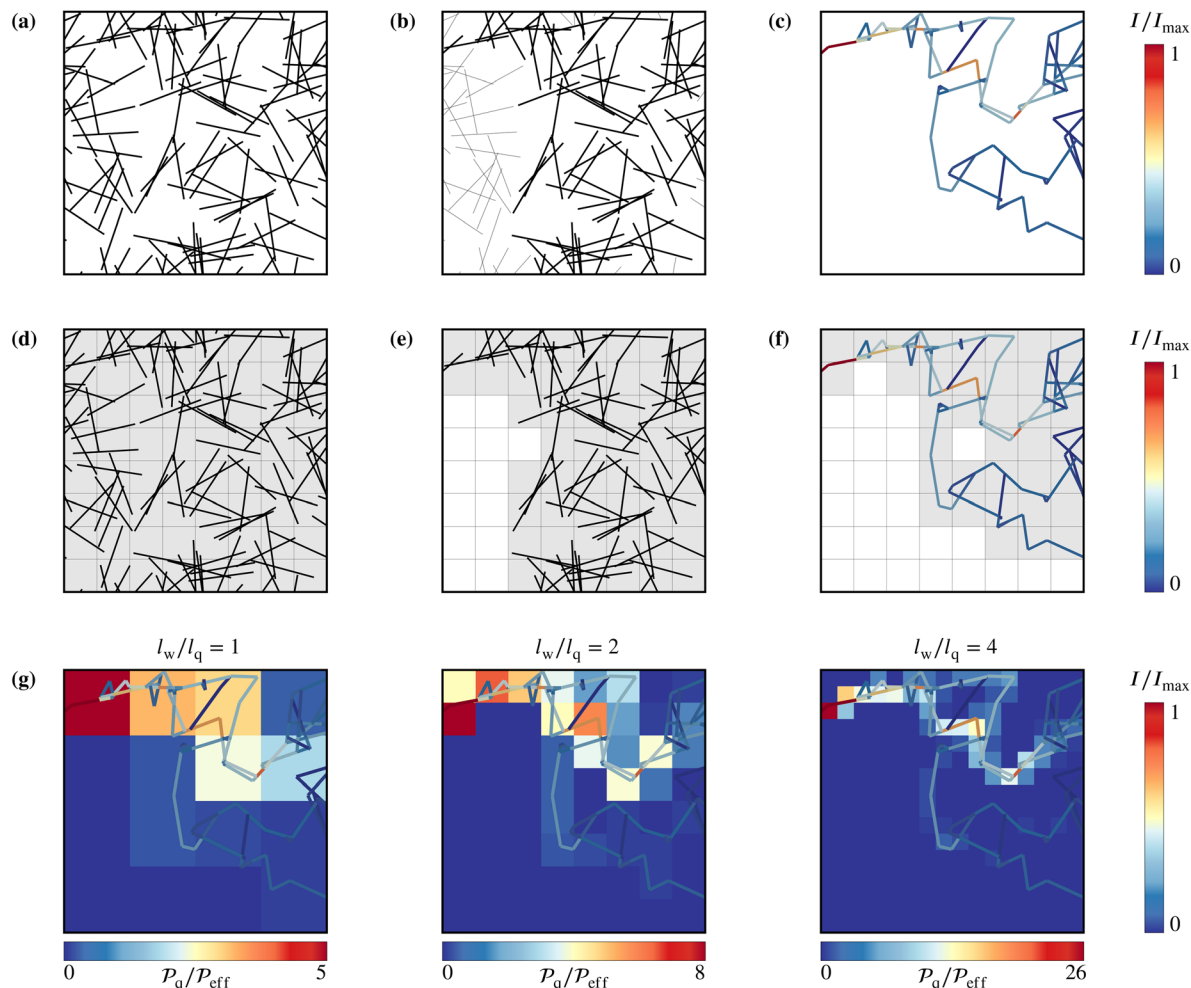 (a)
(b)
(c)
I/I_max
1
0
(d)
(e)
(f)
I/I_max
1
0
(g)
l_w/l_q = 1
l_w/l_q = 2
l_w/l_q = 4
I/I_max
1
0
0
𝒫_q/𝒫_eff
5
0
𝒫_q/𝒫_eff
8
0
𝒫_q/𝒫_eff
26